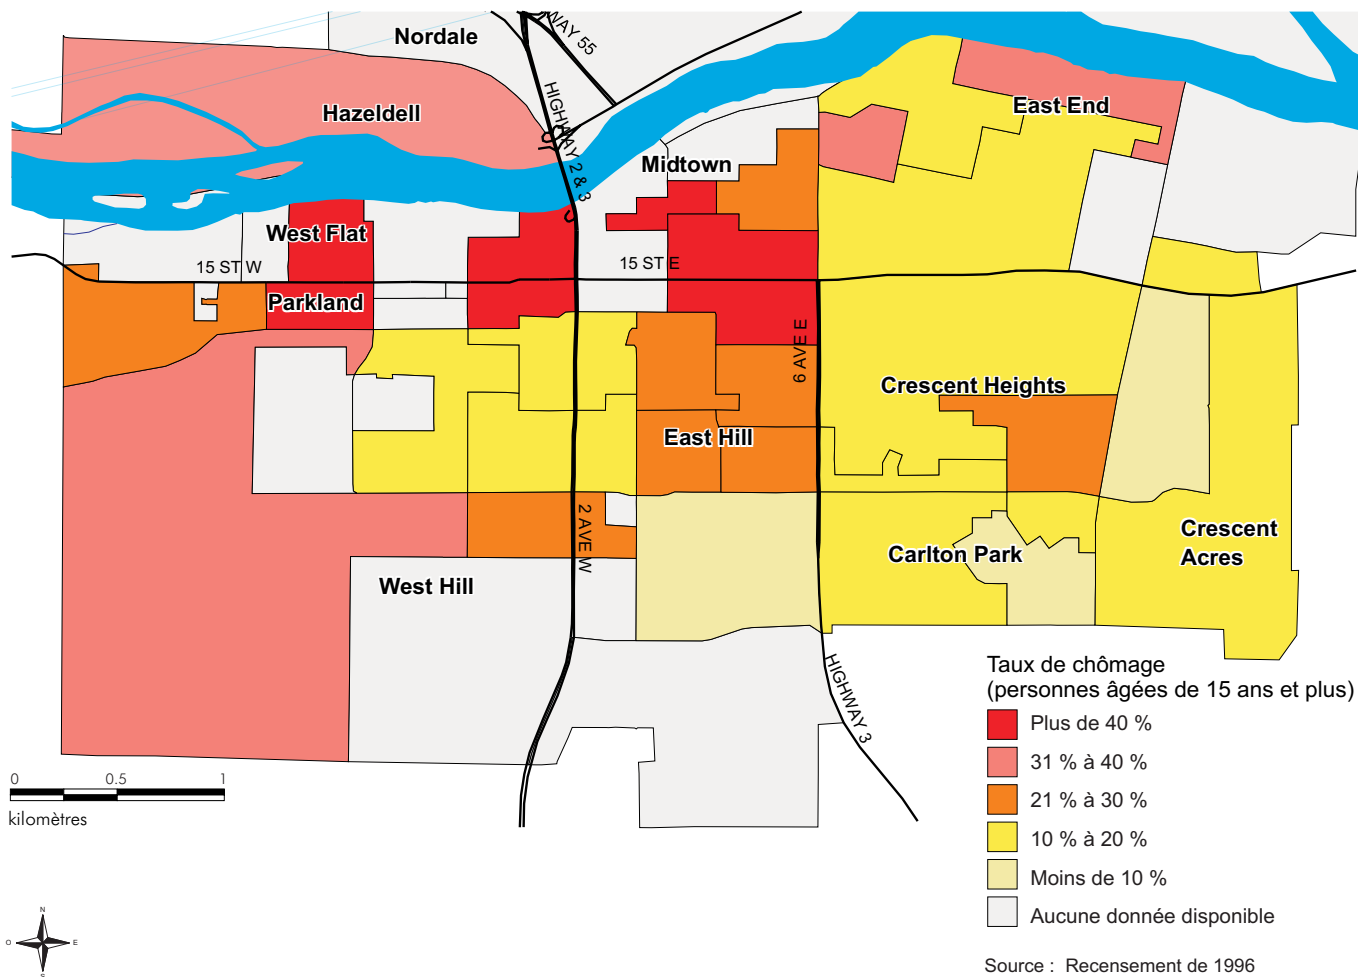 Nordale
WAY 55
Hazeldell
HIGHWAY 2 & 3
East End
Midtown
West Flat
15 ST W
15 ST E
Parkland
6 AVE E
Crescent Heights
East Hill
2 AVE W
Carlton Park
Crescent
Acres
West Hill
HIGHWAY 3
Taux de chômage
(personnes âgées de 15 ans et plus)
Plus de 40 %
31 % à 40 %
21 % à 30 %
10 % à 20 %
Moins de 10 %
Aucune donnée disponible
Source : Recensement de 1996
0 0.5 1
kilomètres
N
O E
S